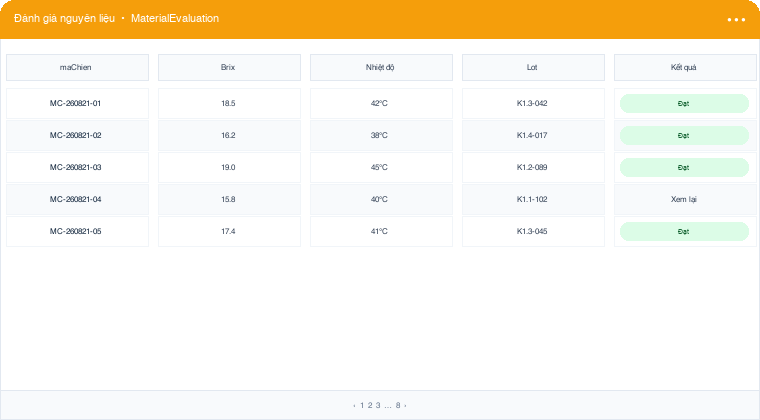 Đánh giá nguyên liệu • MaterialEvaluation
maChien Brix Nhiệt độ Lot Kết quả
MC-260821-01 18.5 42°C K1.3-042 Đạt
MC-260821-02 16.2 38°C K1.4-017 Đạt
MC-260821-03 19.0 45°C K1.2-089 Đạt
MC-260821-04 15.8 40°C K1.1-102 Xem lại
MC-260821-05 17.4 41°C K1.3-045 Đạt
‹ 1 2 3 … 8 ›